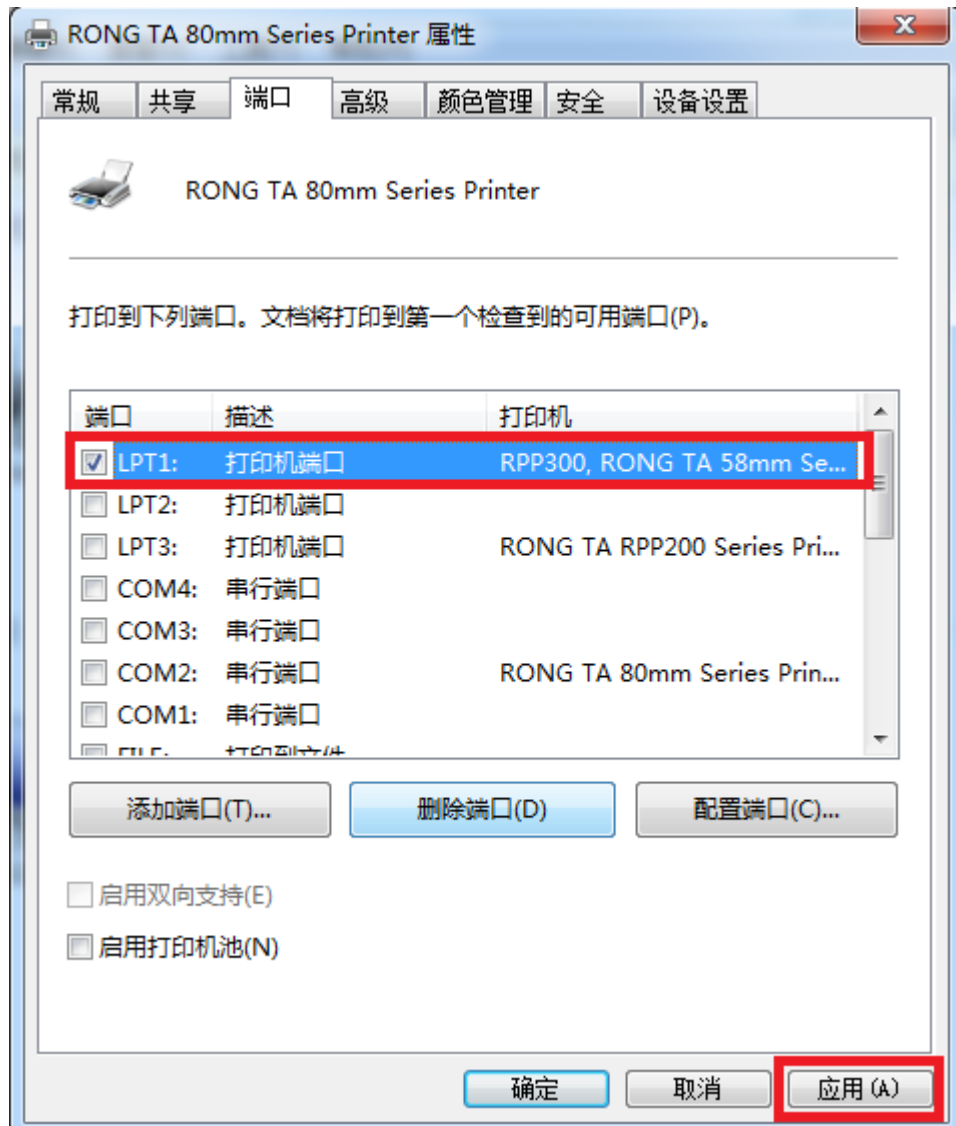 RONG TA 80mm Series Printer 属性
常规 共享 端口 高级 颜色管理 安全 设备设置
RONG TA 80mm Series Printer
打印到下列端口。文档将打印到第一个检查到的可用端口(P)。
端口 描述 打印机
LPT1: 打印机端口 RPP300, RONG TA 58mm Se...
LPT2: 打印机端口
LPT3: 打印机端口 RONG TA RPP200 Series Pri...
COM4: 串行端口
COM3: 串行端口
COM2: 串行端口 RONG TA 80mm Series Prin...
COM1: 串行端口
FILE: 打印到文件
添加端口(T)... 删除端口(D) 配置端口(C)...
启用双向支持(E)
启用打印机池(N)
确定 取消 应用(A)